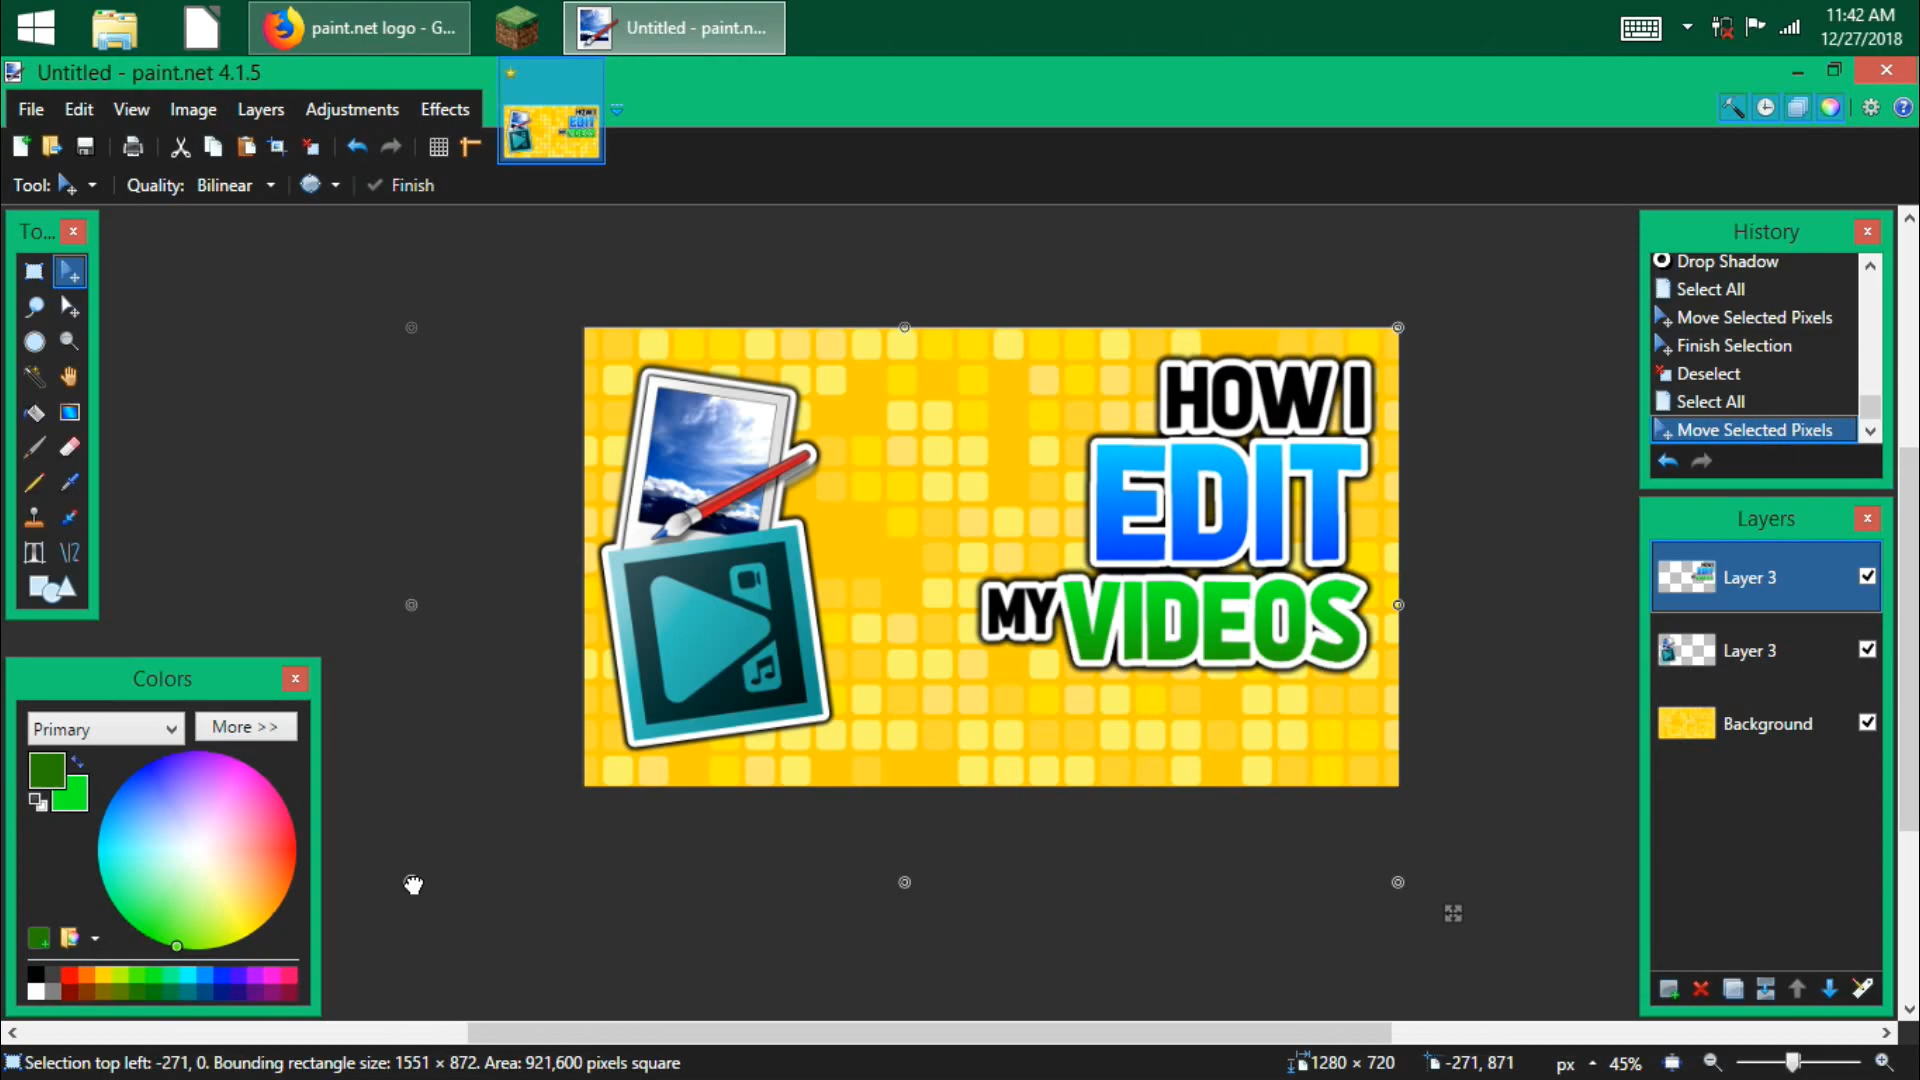 paint.net logo - G...
Untitled - paint.n...
11:42 AM
12/27/2018
Untitled - paint.net 4.1.5
File Edit View Image Layers Adjustments Effects
Tool: Quality: Bilinear Finish
To...
History
Drop Shadow
Select All
Move Selected Pixels
Finish Selection
Deselect
Select All
Move Selected Pixels
HOW I
EDIT
MY VIDEOS
Layers
Layer 3
Layer 3
Background
Colors
Primary More >>
Selection top left: -271, 0. Bounding rectangle size: 1551 × 872. Area: 921,600 pixels square 1280 × 720 -271, 871 px 45%